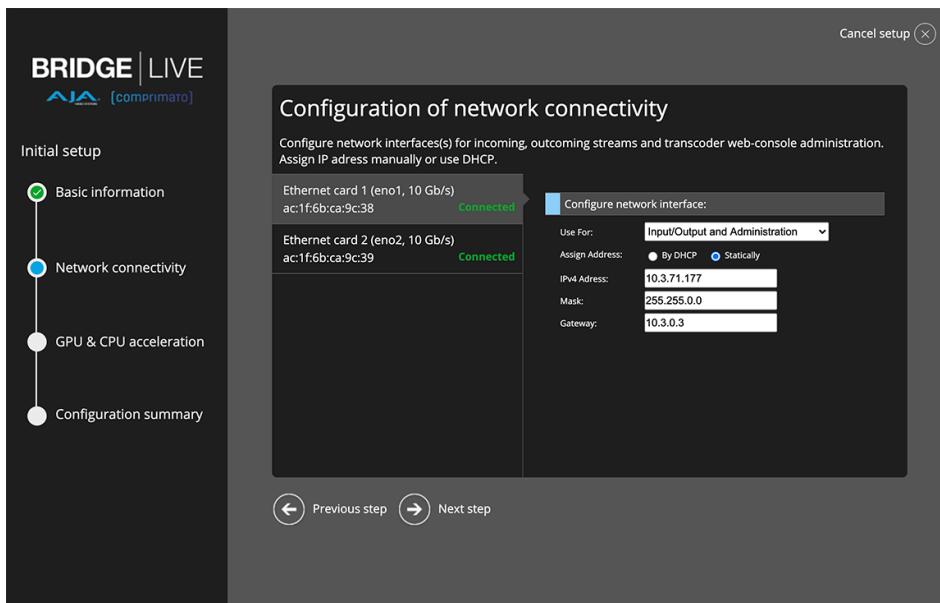 Cancel setup
BRIDGE LIVE
AJA [comprimato]
Initial setup
Basic information
Network connectivity
GPU & CPU acceleration
Configuration summary
Configuration of network connectivity
Configure network interfaces(s) for incoming, outcoming streams and transcoder web-console administration.
Assign IP adress manually or use DHCP.
Ethernet card 1 (eno1, 10 Gb/s)
ac:1f:6b:ca:9c:38 Connected
Ethernet card 2 (eno2, 10 Gb/s)
ac:1f:6b:ca:9c:39 Connected
Configure network interface:
Use For: Input/Output and Administration
Assign Address: By DHCP Statically
IPv4 Adress: 10.3.71.177
Mask: 255.255.0.0
Gateway: 10.3.0.3
Previous step Next step